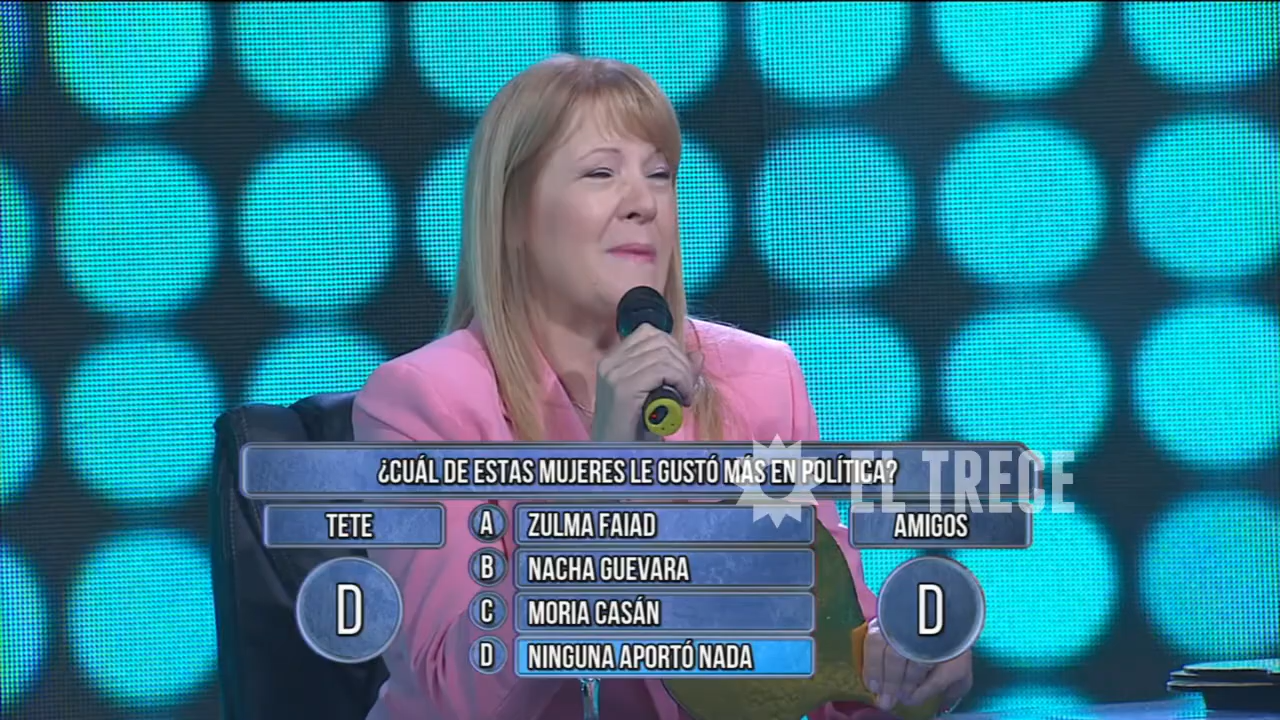 ¿CUÁL DE ESTAS MUJERES LE GUSTÓ MÁS EN POLÍTICA?
EL TRECE
TETE
A ZULMA FAIAD
AMIGOS
B NACHA GUEVARA
C MORIA CASÁN
D
D
D NINGUNA APORTÓ NADA